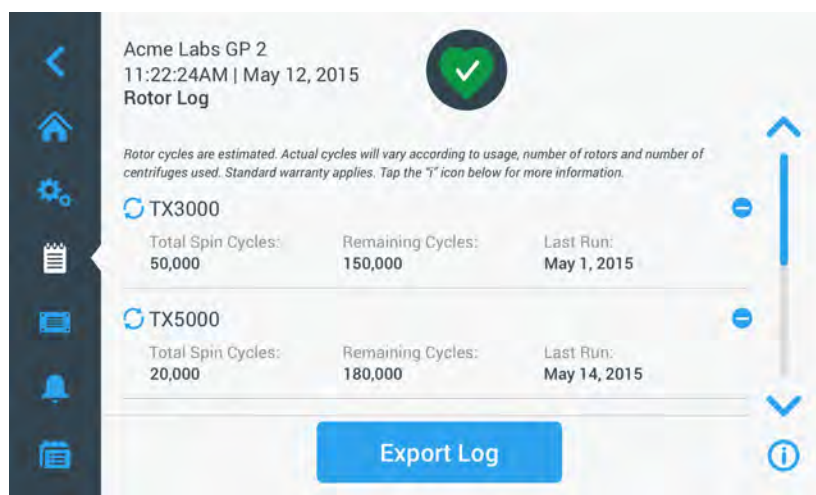 Acme Labs GP 2
11:22:24AM | May 12, 2015
Rotor Log
Rotor cycles are estimated. Actual cycles will vary according to usage, number of rotors and number of
centrifuges used. Standard warranty applies. Tap the "i" icon below for more information.
TX3000
Total Spin Cycles: Remaining Cycles: Last Run:
50,000 150,000 May 1, 2015
TX5000
Total Spin Cycles: Remaining Cycles: Last Run:
20,000 180,000 May 14, 2015
Export Log